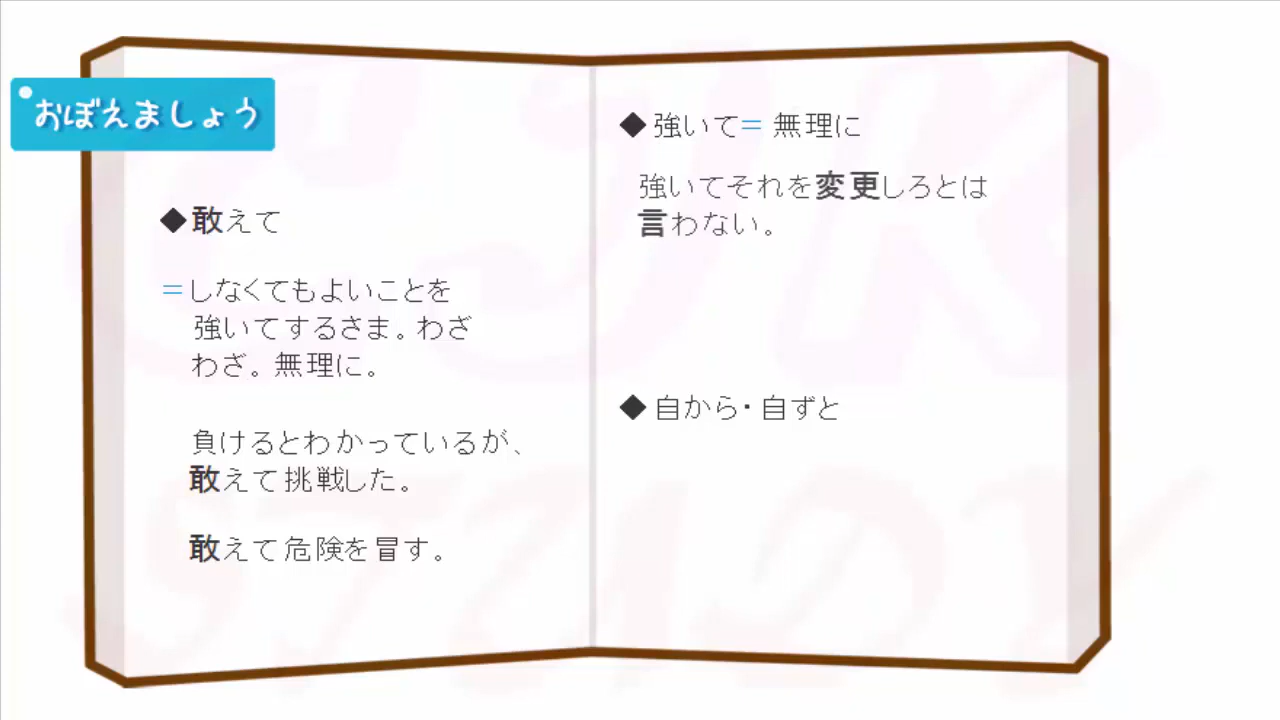 おぼえましょう
◆敢えて
=しなくてもよいことを
強いてするさま。わざ
わざ。無理に。
負けるとわかっているが、
敢えて挑戦した。
敢えて危険を冒す。
◆強いて= 無理に
強いてそれを変更しろとは
言わない。
◆自から・自ずと